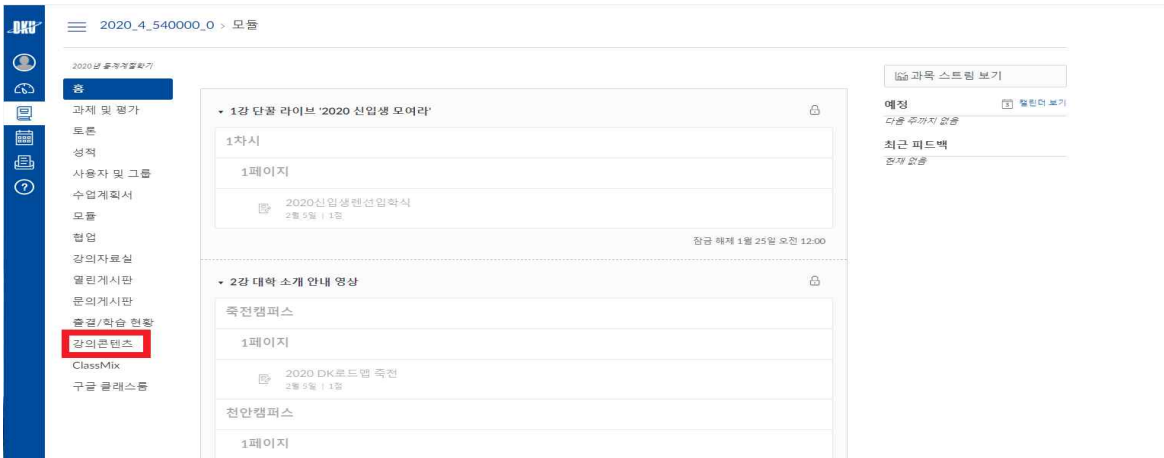 DKU
2020_4_540000_0 › 모듈
2020년 동계계절학기
홈
과제 및 평가
토론
성적
사용자 및 그룹
수업계획서
모듈
협업
강의자료실
열린게시판
문의게시판
출결/학습 현황
강의콘텐츠
ClassMix
구글 클래스룸
1강 단꿀 라이브 '2020 신입생 모여라'
1차시
1페이지
2020신입생랜선입학식
2월 5일 | 1점
잠금 해제 1월 25일 오전 12:00
2강 대학 소개 안내 영상
죽전캠퍼스
1페이지
2020 DK로드맵 죽전
2월 5일 | 1점
천안캠퍼스
1페이지
과목 스트림 보기
예정
캘린더 보기
다음 주까지 없음
최근 피드백
현재 없음